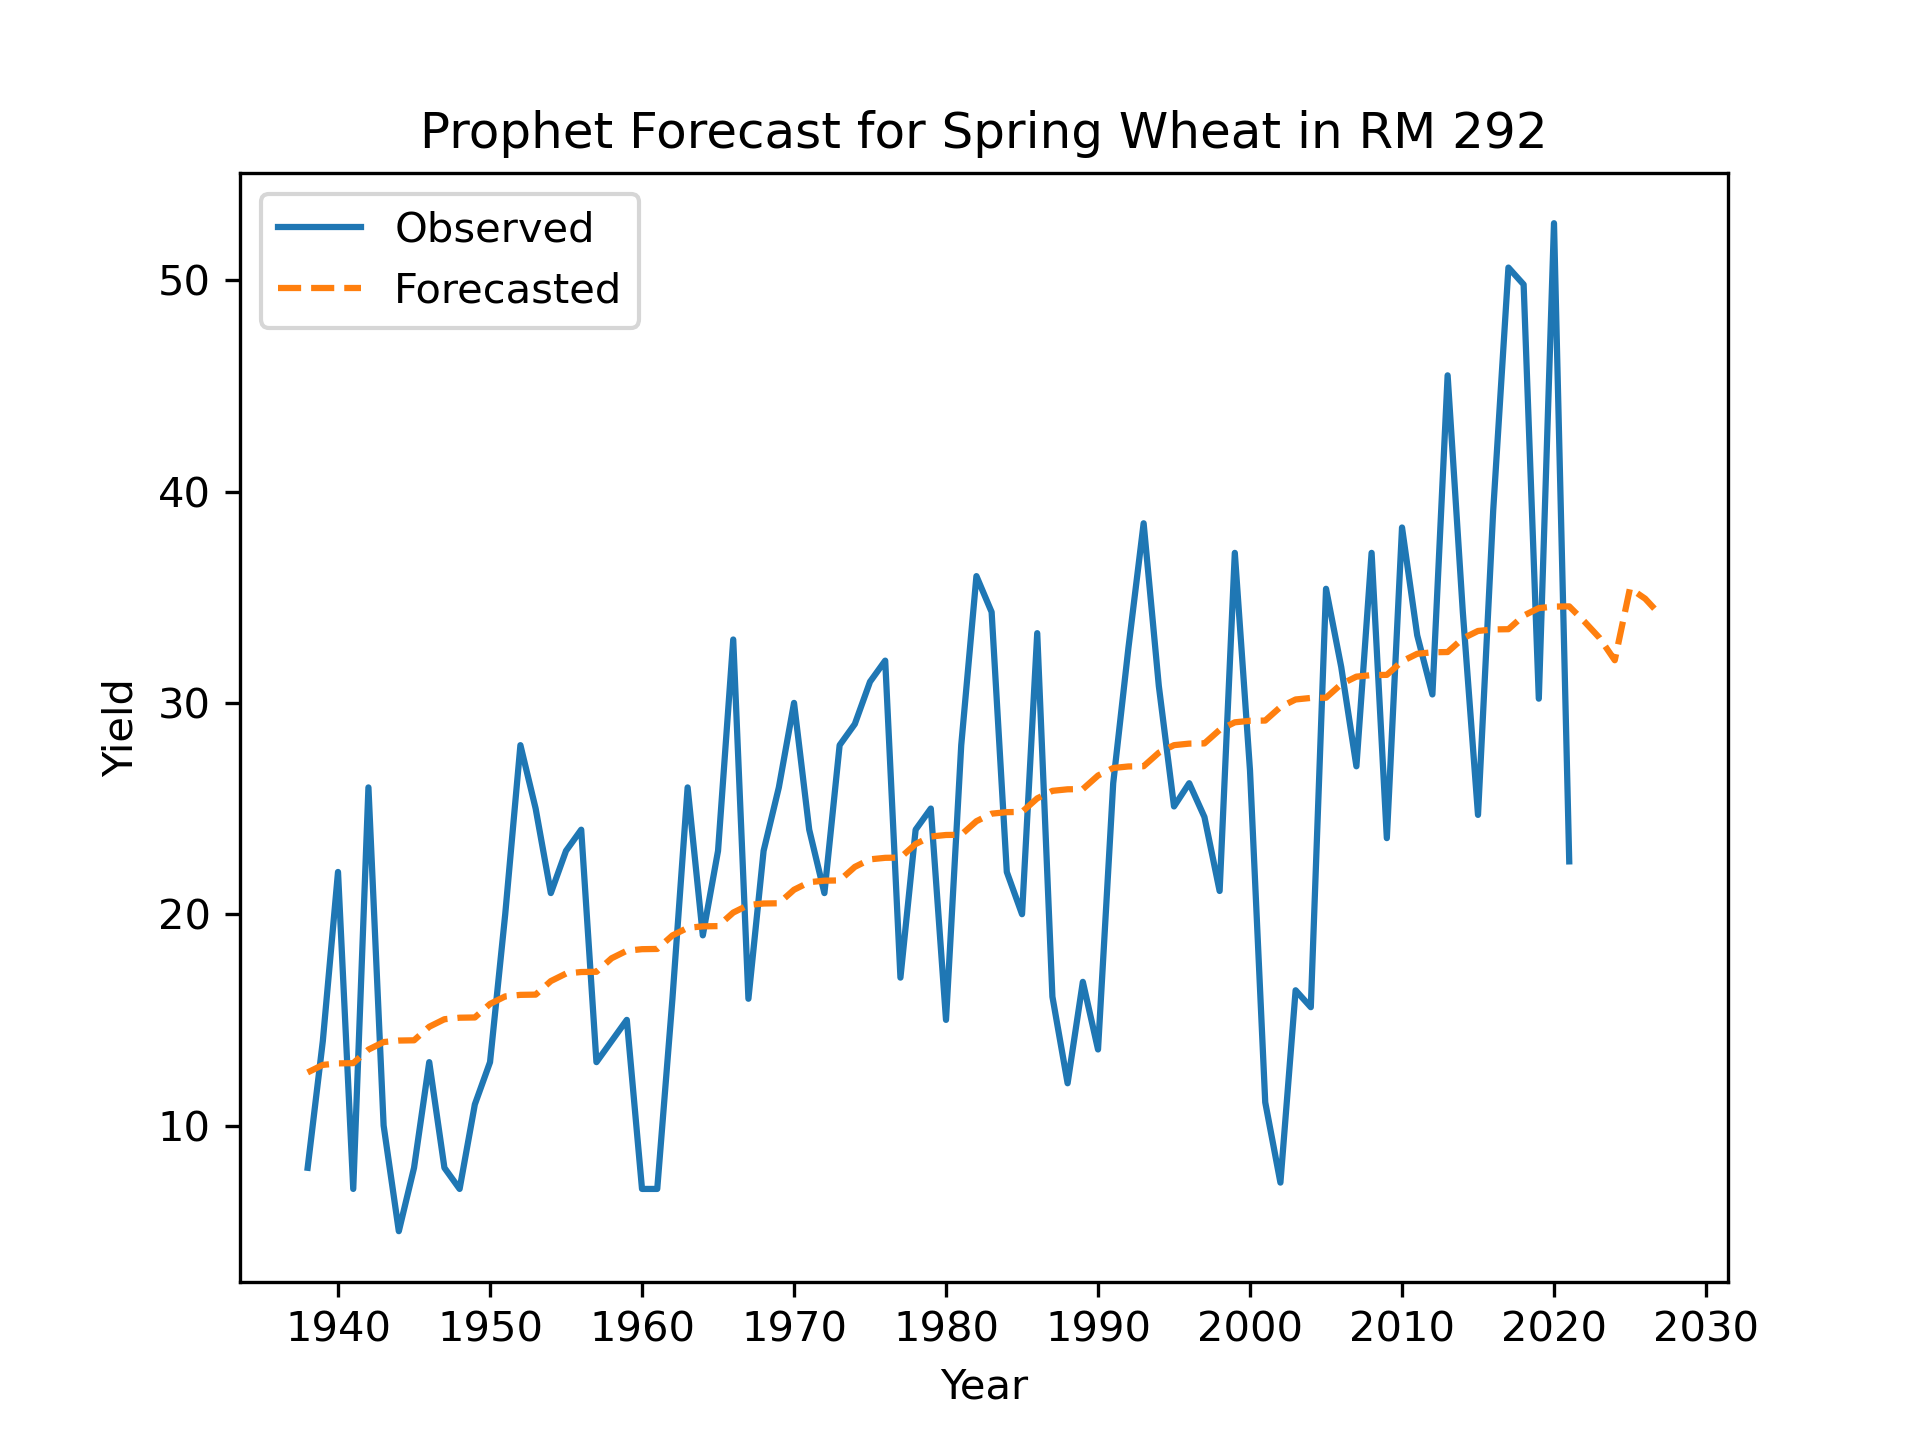 Prophet Forecast for Spring Wheat in RM 292
Observed
Forecasted
50
40
30
20
10
Yield
1940 1950 1960 1970 1980 1990 2000 2010 2020 2030
Year